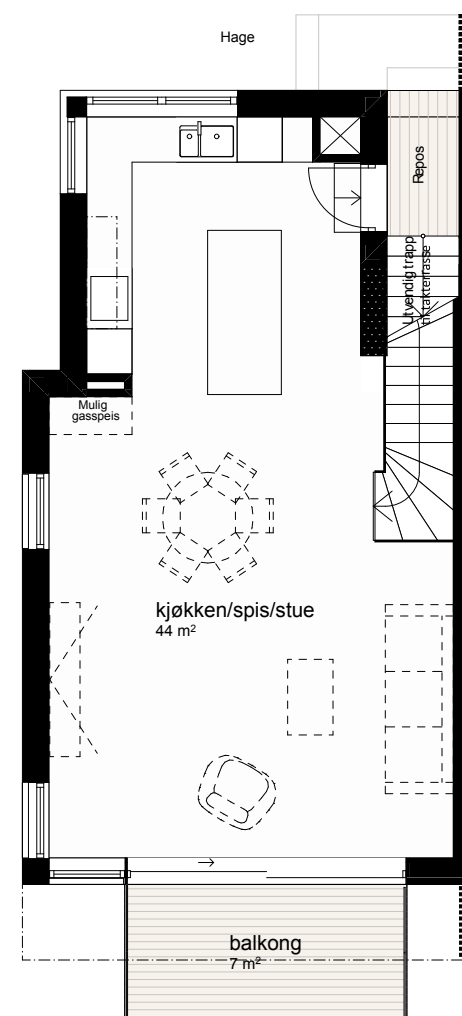 Hage
Repos
Utvendig trapp
til takterrasse
Mulig
gasspeis
kjøkken/spis/stue
44 m²
balkong
7 m²